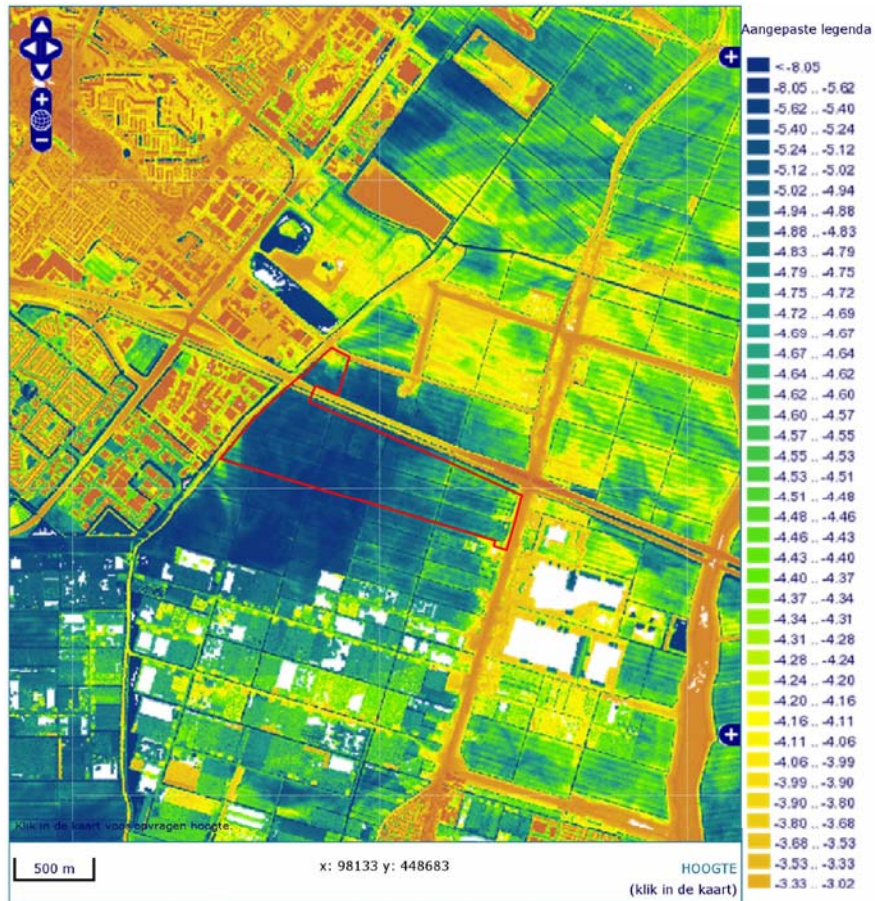 Aangepaste legenda
<-8.05
-8.05 .. -5.62
-5.62 .. -5.40
-5.40 .. -5.24
-5.24 .. -5.12
-5.12 .. -5.02
-5.02 .. -4.94
-4.94 .. -4.88
-4.88 .. -4.83
-4.83 .. -4.79
-4.79 .. -4.75
-4.75 .. -4.72
-4.72 .. -4.69
-4.69 .. -4.67
-4.67 .. -4.64
-4.64 .. -4.62
-4.62 .. -4.60
-4.60 .. -4.57
-4.57 .. -4.55
-4.55 .. -4.53
-4.53 .. -4.51
-4.51 .. -4.48
-4.48 .. -4.46
-4.46 .. -4.43
-4.43 .. -4.40
-4.40 .. -4.37
-4.37 .. -4.34
-4.34 .. -4.31
-4.31 .. -4.28
-4.28 .. -4.24
-4.24 .. -4.20
-4.20 .. -4.16
-4.16 .. -4.11
-4.11 .. -4.06
-4.06 .. -3.99
-3.99 .. -3.90
-3.90 .. -3.80
-3.80 .. -3.68
-3.68 .. -3.53
-3.53 .. -3.33
-3.33 .. -3.02
Klik in de kaart voor opvragen hoogte.
500 m
x: 98133 y: 448683
HOOGTE
(klik in de kaart)